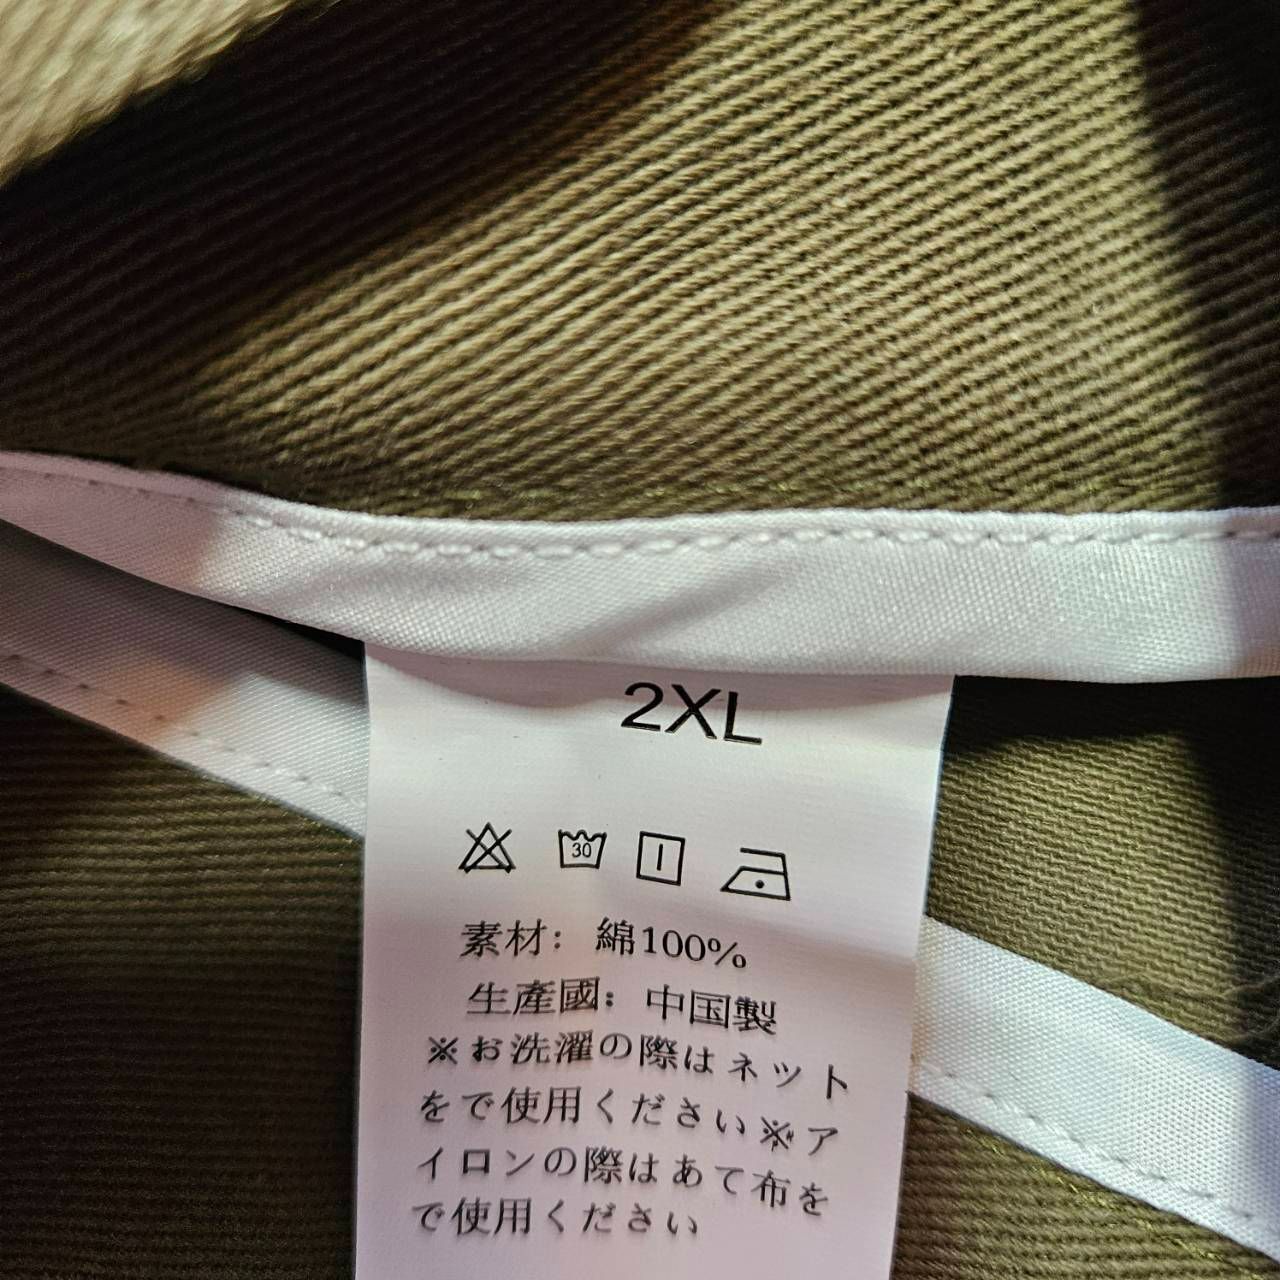 2XL
30
素材：綿100%
生産國：中国製
※お洗濯の際はネット
をで使用ください※ア
イロンの際はあて布を
で使用ください